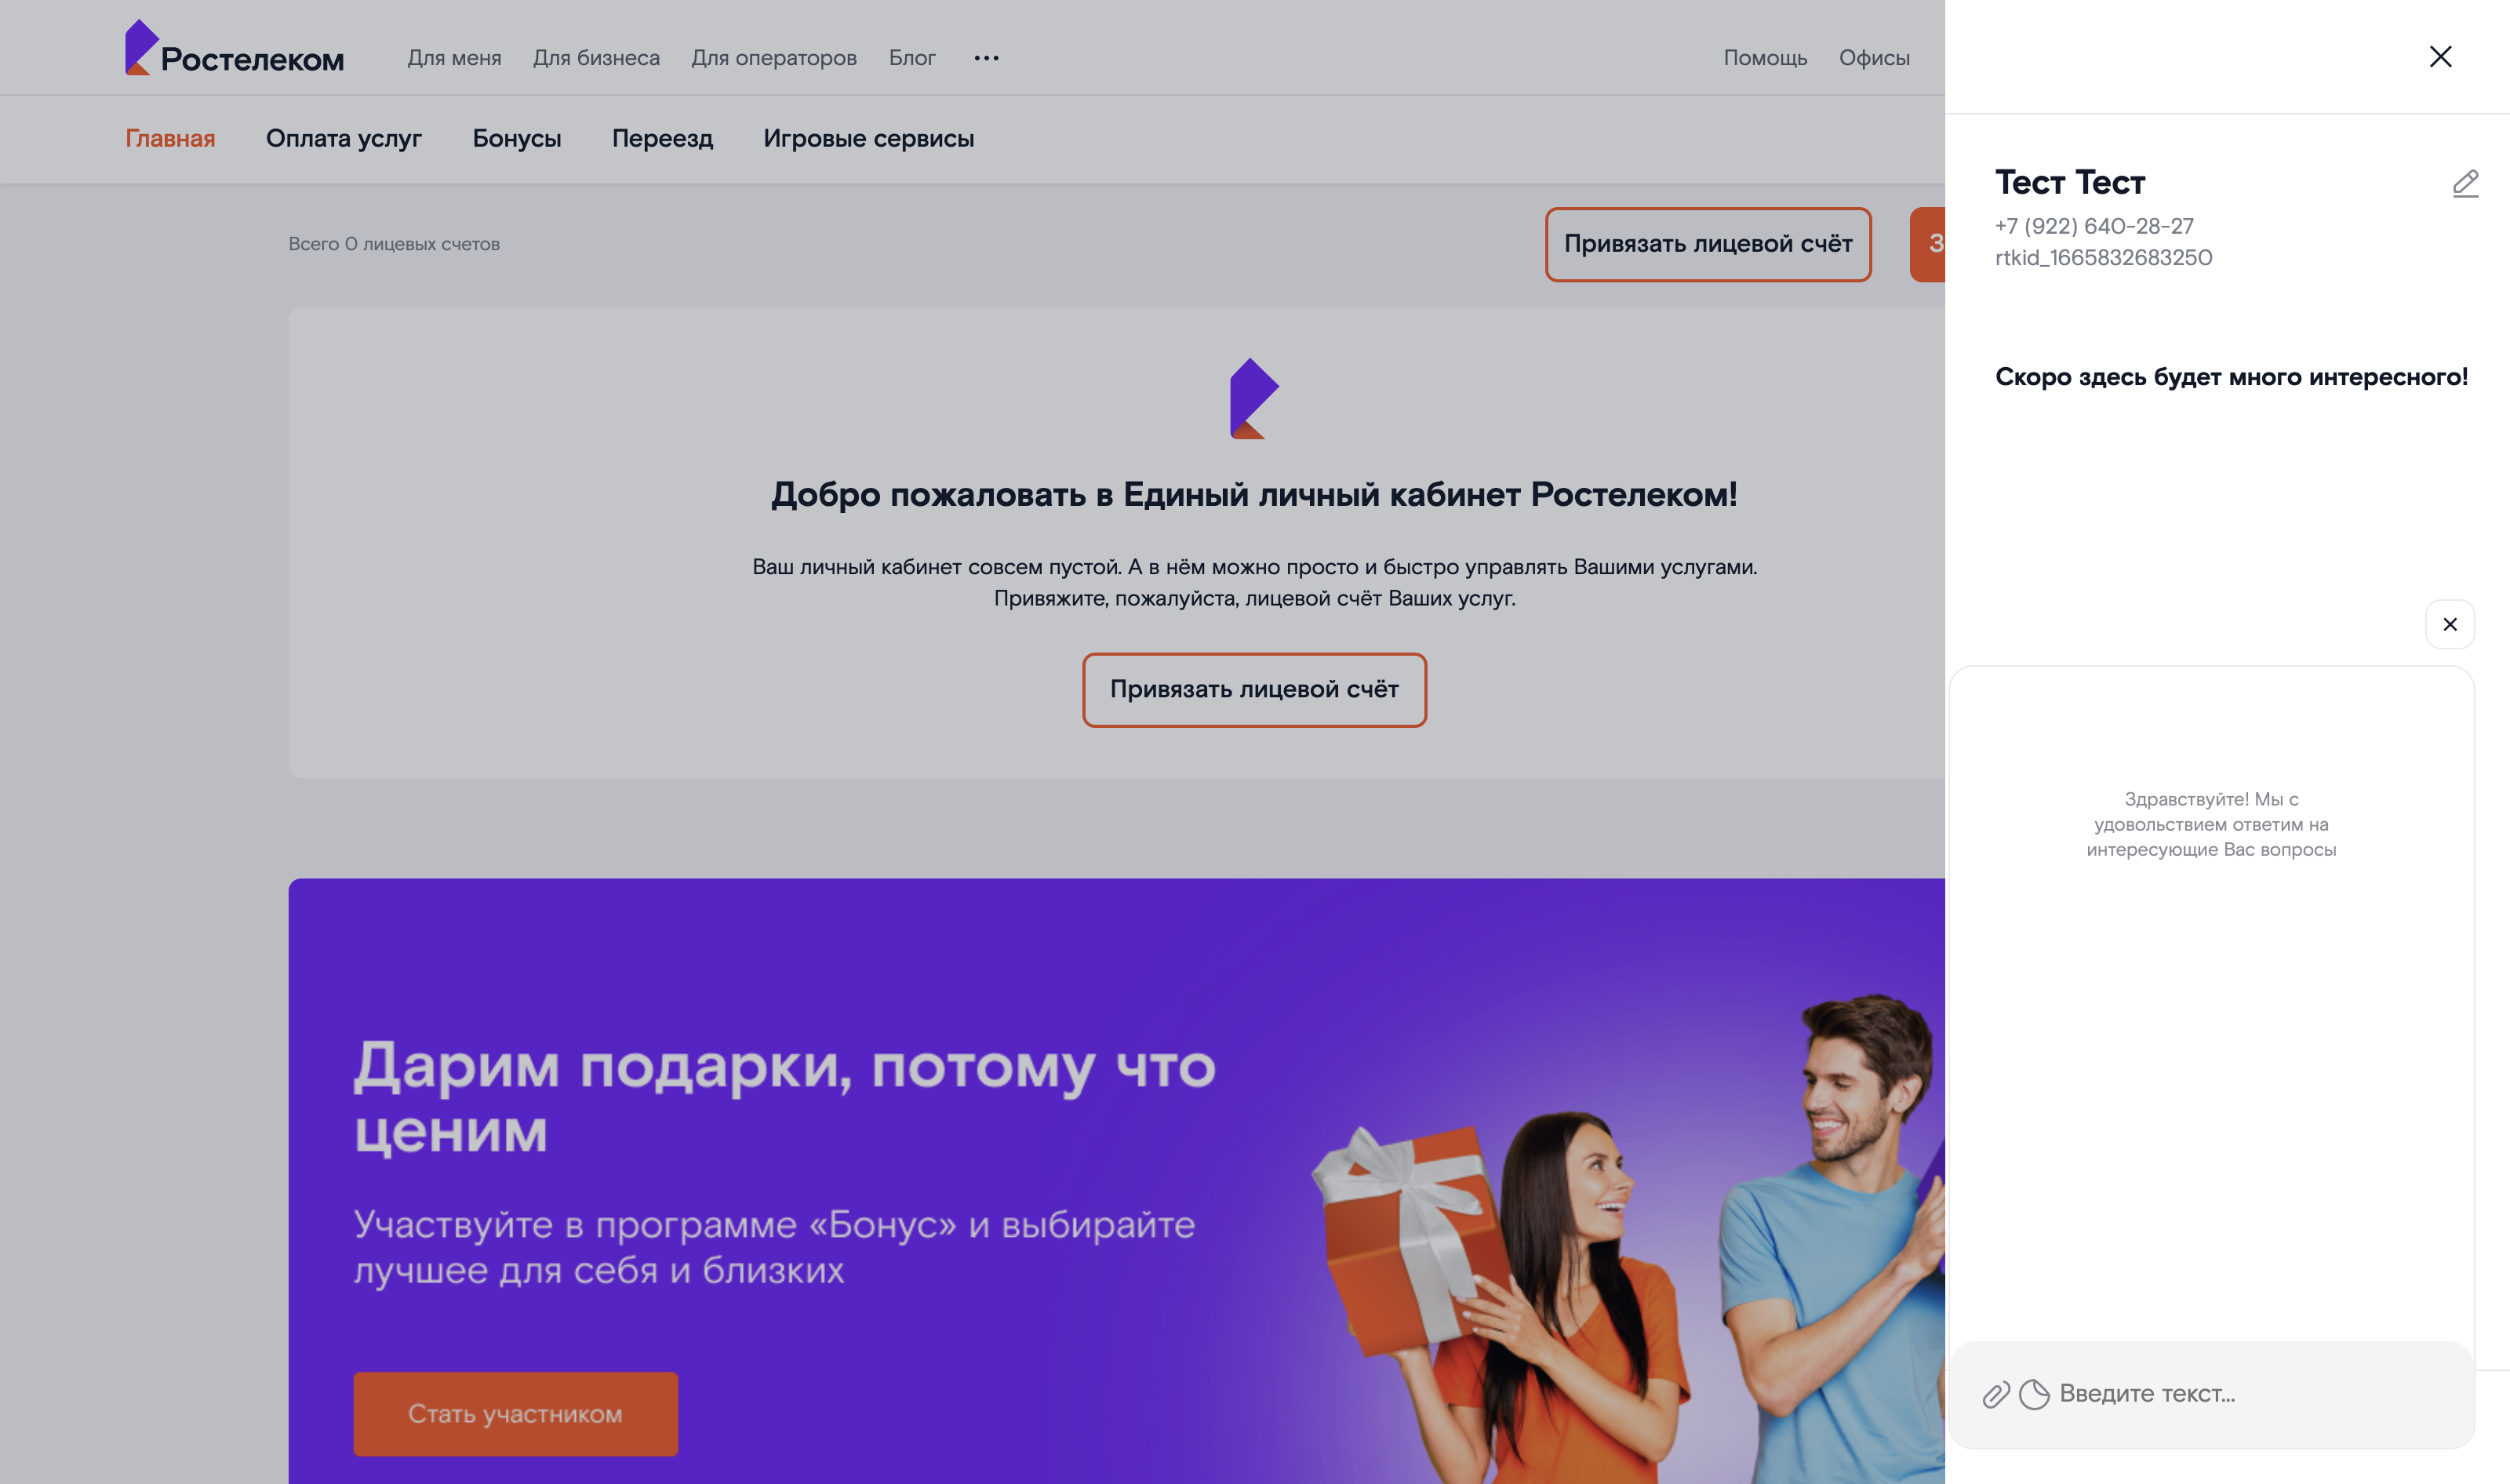 Ростелеком
Для меня
Для бизнеса
Для операторов
Блог
Помощь
Офисы
Главная
Оплата услуг
Бонусы
Переезд
Игровые сервисы
Всего 0 лицевых счетов
Привязать лицевой счёт
З
Добро пожаловать в Единый личный кабинет Ростелеком!
Ваш личный кабинет совсем пустой. А в нём можно просто и быстро управлять Вашими услугами.
Привяжите, пожалуйста, лицевой счёт Ваших услуг.
Привязать лицевой счёт
Дарим подарки, потому что
ценим
Участвуйте в программе «Бонус» и выбирайте
лучшее для себя и близких
Стать участником
Тест Тест
+7 (922) 640-28-27
rtkid_1665832683250
Скоро здесь будет много интересного!
Здравствуйте! Мы с
удовольствием ответим на
интересующие Вас вопросы
Введите текст...